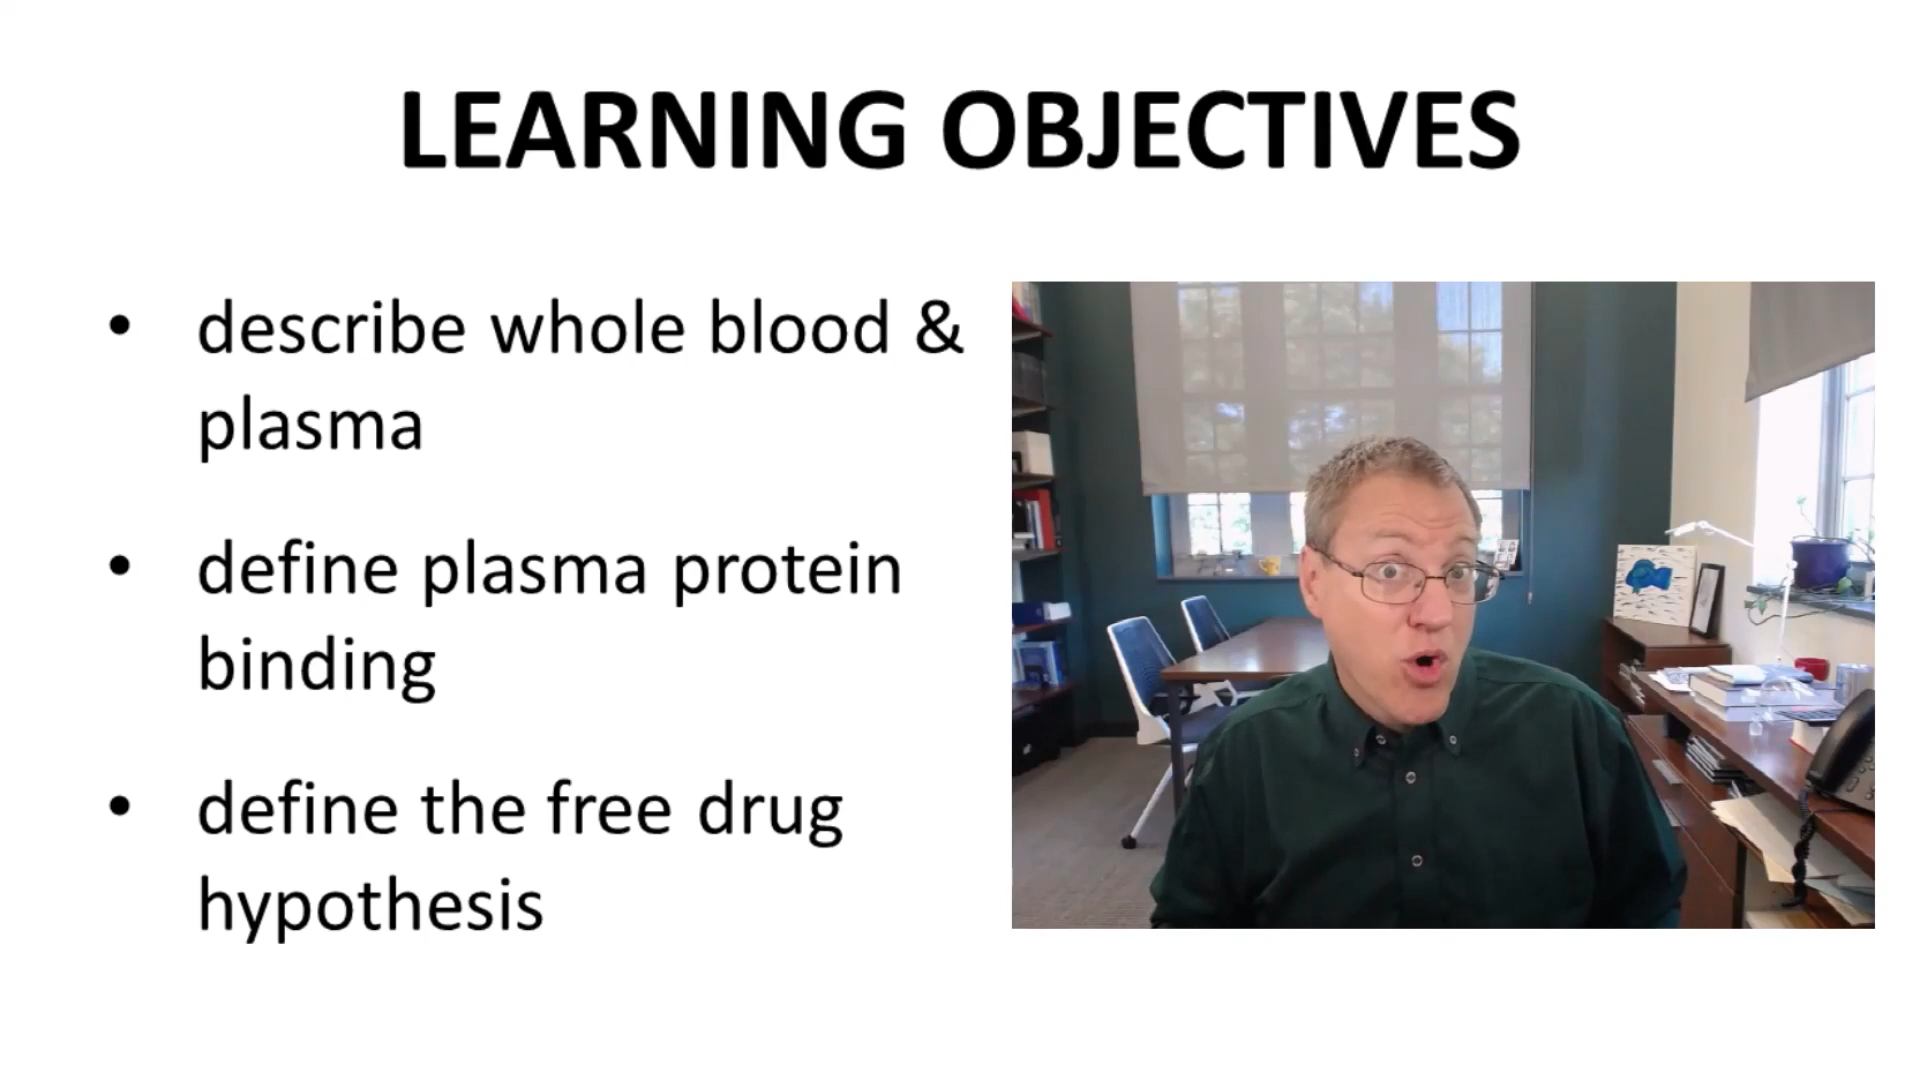 LEARNING OBJECTIVES
• describe whole blood &
plasma
• define plasma protein
binding
• define the free drug
hypothesis